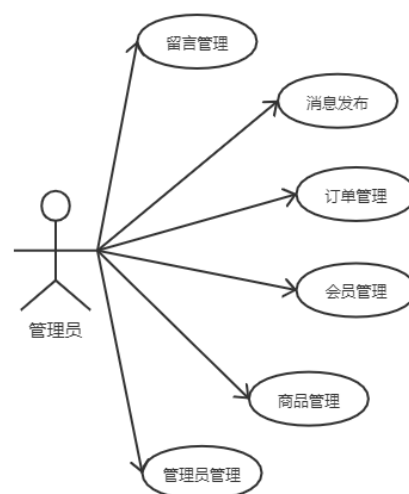 留言管理
消息发布
订单管理
会员管理
管理员
商品管理
管理员管理